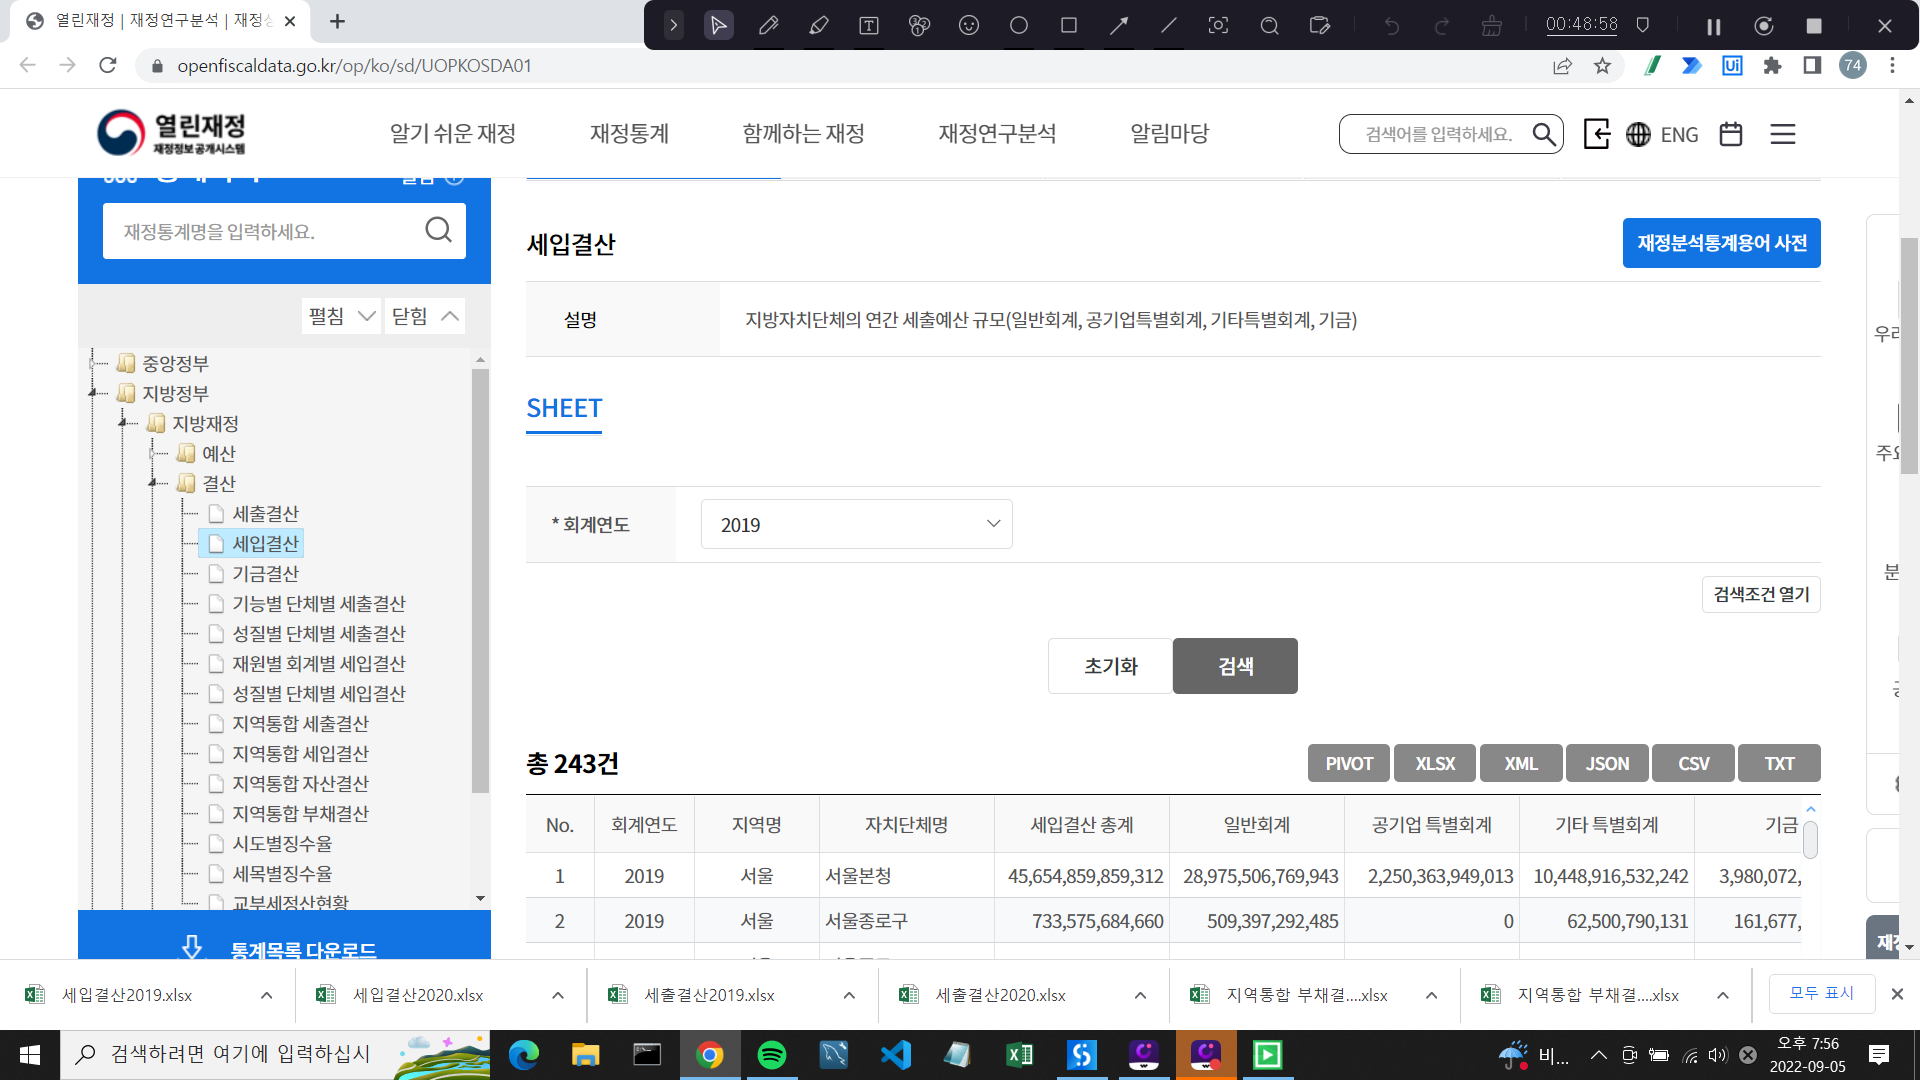 열린재정 | 재정연구분석 | 재정상
00:48:58
openfiscaldata.go.kr/op/ko/sd/UOPKOSDA01
74
열린재정
재정정보공개시스템
알기 쉬운 재정
재정통계
함께하는 재정
재정연구분석
알림마당
검색어를 입력하세요.
ENG
재정통계명을 입력하세요.
펼침
닫힘
중앙정부
지방정부
지방재정
예산
결산
세출결산
세입결산
기금결산
기능별 단체별 세출결산
성질별 단체별 세출결산
재원별 회계별 세입결산
성질별 단체별 세입결산
지역통합 세출결산
지역통합 세입결산
지역통합 자산결산
지역통합 부채결산
시도별징수율
세목별징수율
교부세정산현황
통계목록 다운로드
세입결산
재정분석통계용어 사전
설명
지방자치단체의 연간 세출예산 규모(일반회계, 공기업특별회계, 기타특별회계, 기금)
SHEET
* 회계연도
2019
검색조건 열기
초기화
검색
총 243건
PIVOT
XLSX
XML
JSON
CSV
TXT
No. 회계연도 지역명 자치단체명 세입결산 총계 일반회계 공기업 특별회계 기타 특별회계 기금
1 2019 서울 서울본청 45,654,859,859,312 28,975,506,769,943 2,250,363,949,013 10,448,916,532,242 3,980,072,
2 2019 서울 서울종로구 733,575,684,660 509,397,292,485 0 62,500,790,131 161,677,
우리
주요
분
재정
세입결산2019.xlsx
세입결산2020.xlsx
세출결산2019.xlsx
세출결산2020.xlsx
지역통합 부채결....xlsx
지역통합 부채결....xlsx
모두 표시
검색하려면 여기에 입력하십시
비...
오후 7:56
2022-09-05